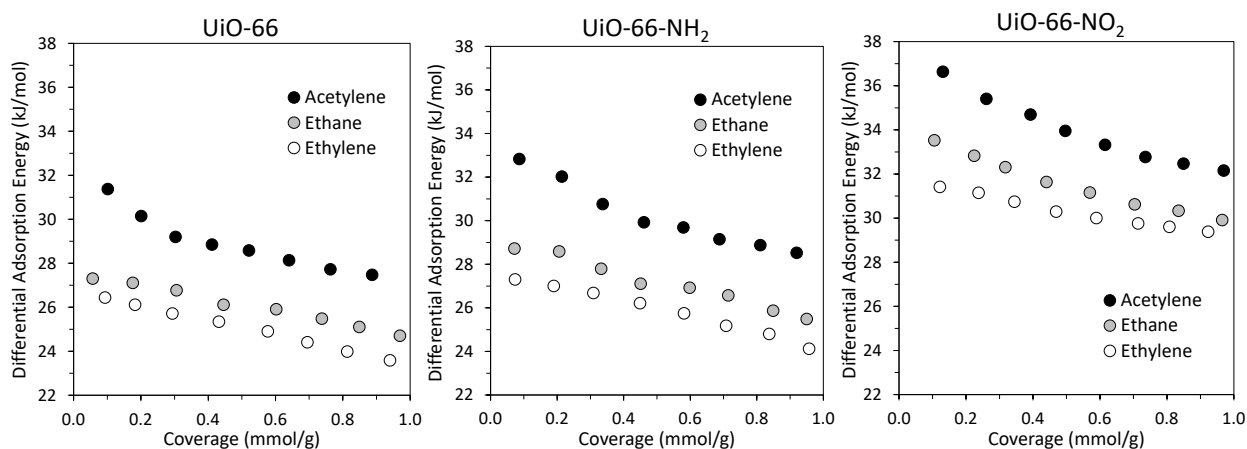 UiO-66
38
36
34
32
30
28
26
24
22
0.0 0.2 0.4 0.6 0.8 1.0
Differential Adsorption Energy (kJ/mol)
Coverage (mmol/g)
Acetylene
Ethane
Ethylene
UiO-66-NH₂
38
36
34
32
30
28
26
24
22
0.0 0.2 0.4 0.6 0.8 1.0
Differential Adsorption Energy (kJ/mol)
Coverage (mmol/g)
Acetylene
Ethane
Ethylene
UiO-66-NO₂
38
36
34
32
30
28
26
24
22
0.0 0.2 0.4 0.6 0.8 1.0
Differential Adsorption Energy (kJ/mol)
Coverage (mmol/g)
Acetylene
Ethane
Ethylene